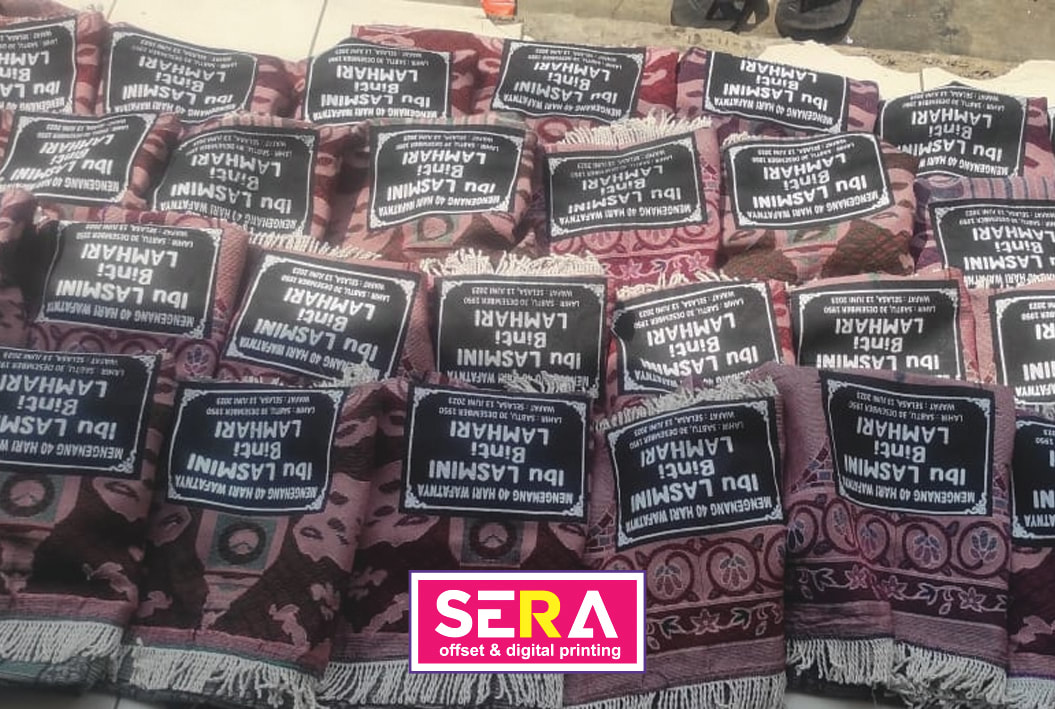 MENGENANG 40 HARI WAFATNYA
Ibu LASMINI
Binti
LAMHARI
LAHIR : SABTU, 30 DESEMBER 1950
WAFAT : SELASA, 13 JUNI 2023
SERA
offset & digital printing